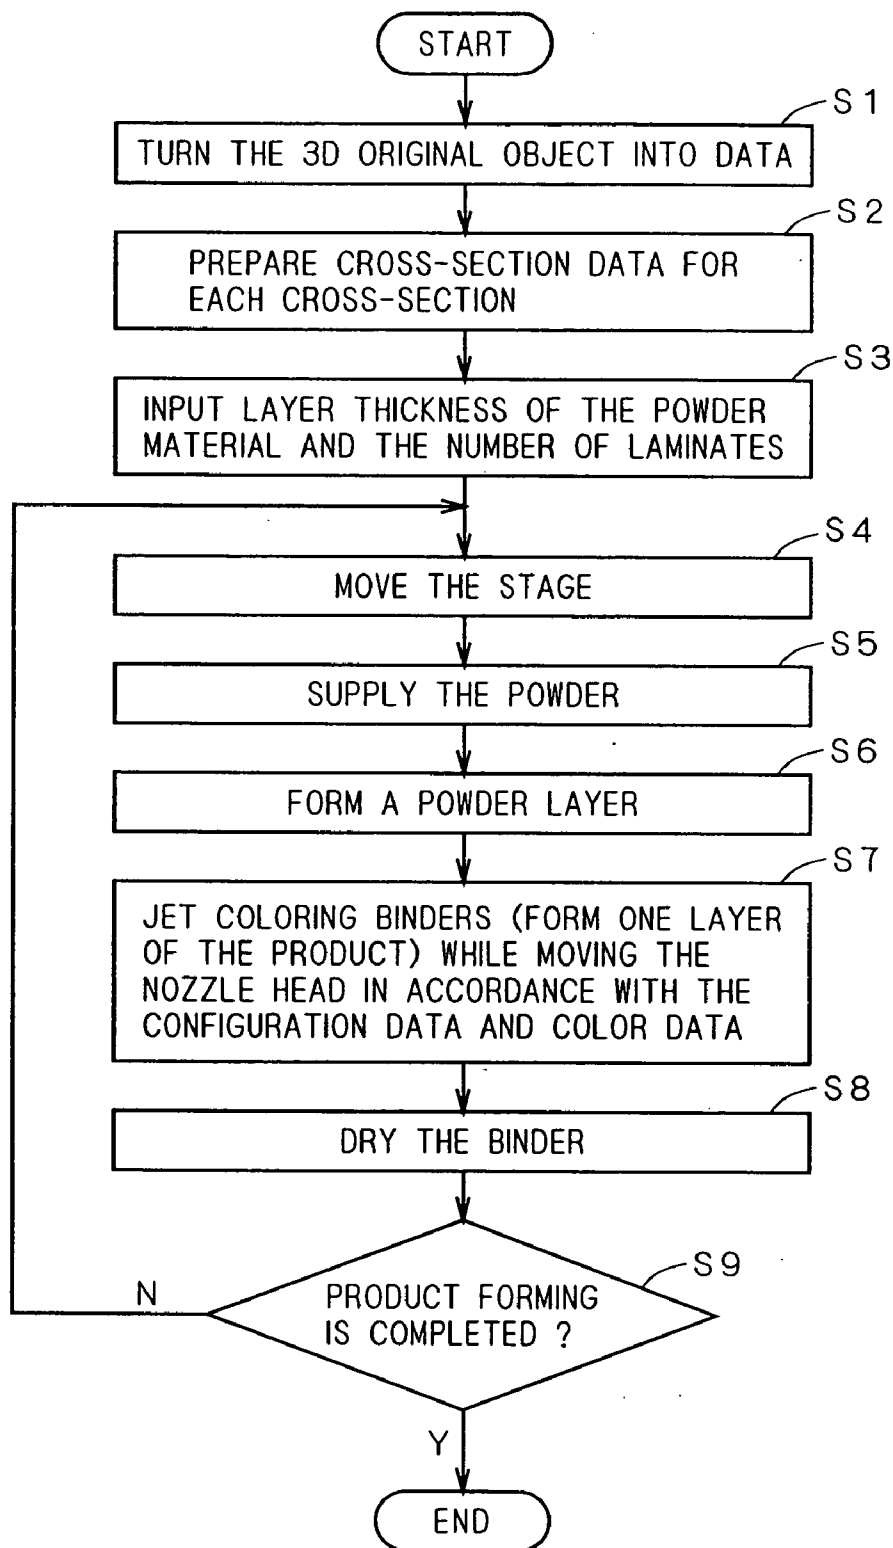 START
S1
TURN THE 3D ORIGINAL OBJECT INTO DATA
S2
PREPARE CROSS-SECTION DATA FOR
EACH CROSS-SECTION
S3
INPUT LAYER THICKNESS OF THE POWDER
MATERIAL AND THE NUMBER OF LAMINATES
S4
MOVE THE STAGE
S5
SUPPLY THE POWDER
S6
FORM A POWDER LAYER
S7
JET COLORING BINDERS (FORM ONE LAYER
OF THE PRODUCT) WHILE MOVING THE
NOZZLE HEAD IN ACCORDANCE WITH THE
CONFIGURATION DATA AND COLOR DATA
S8
DRY THE BINDER
S9
N
PRODUCT FORMING
IS COMPLETED ?
Y
END